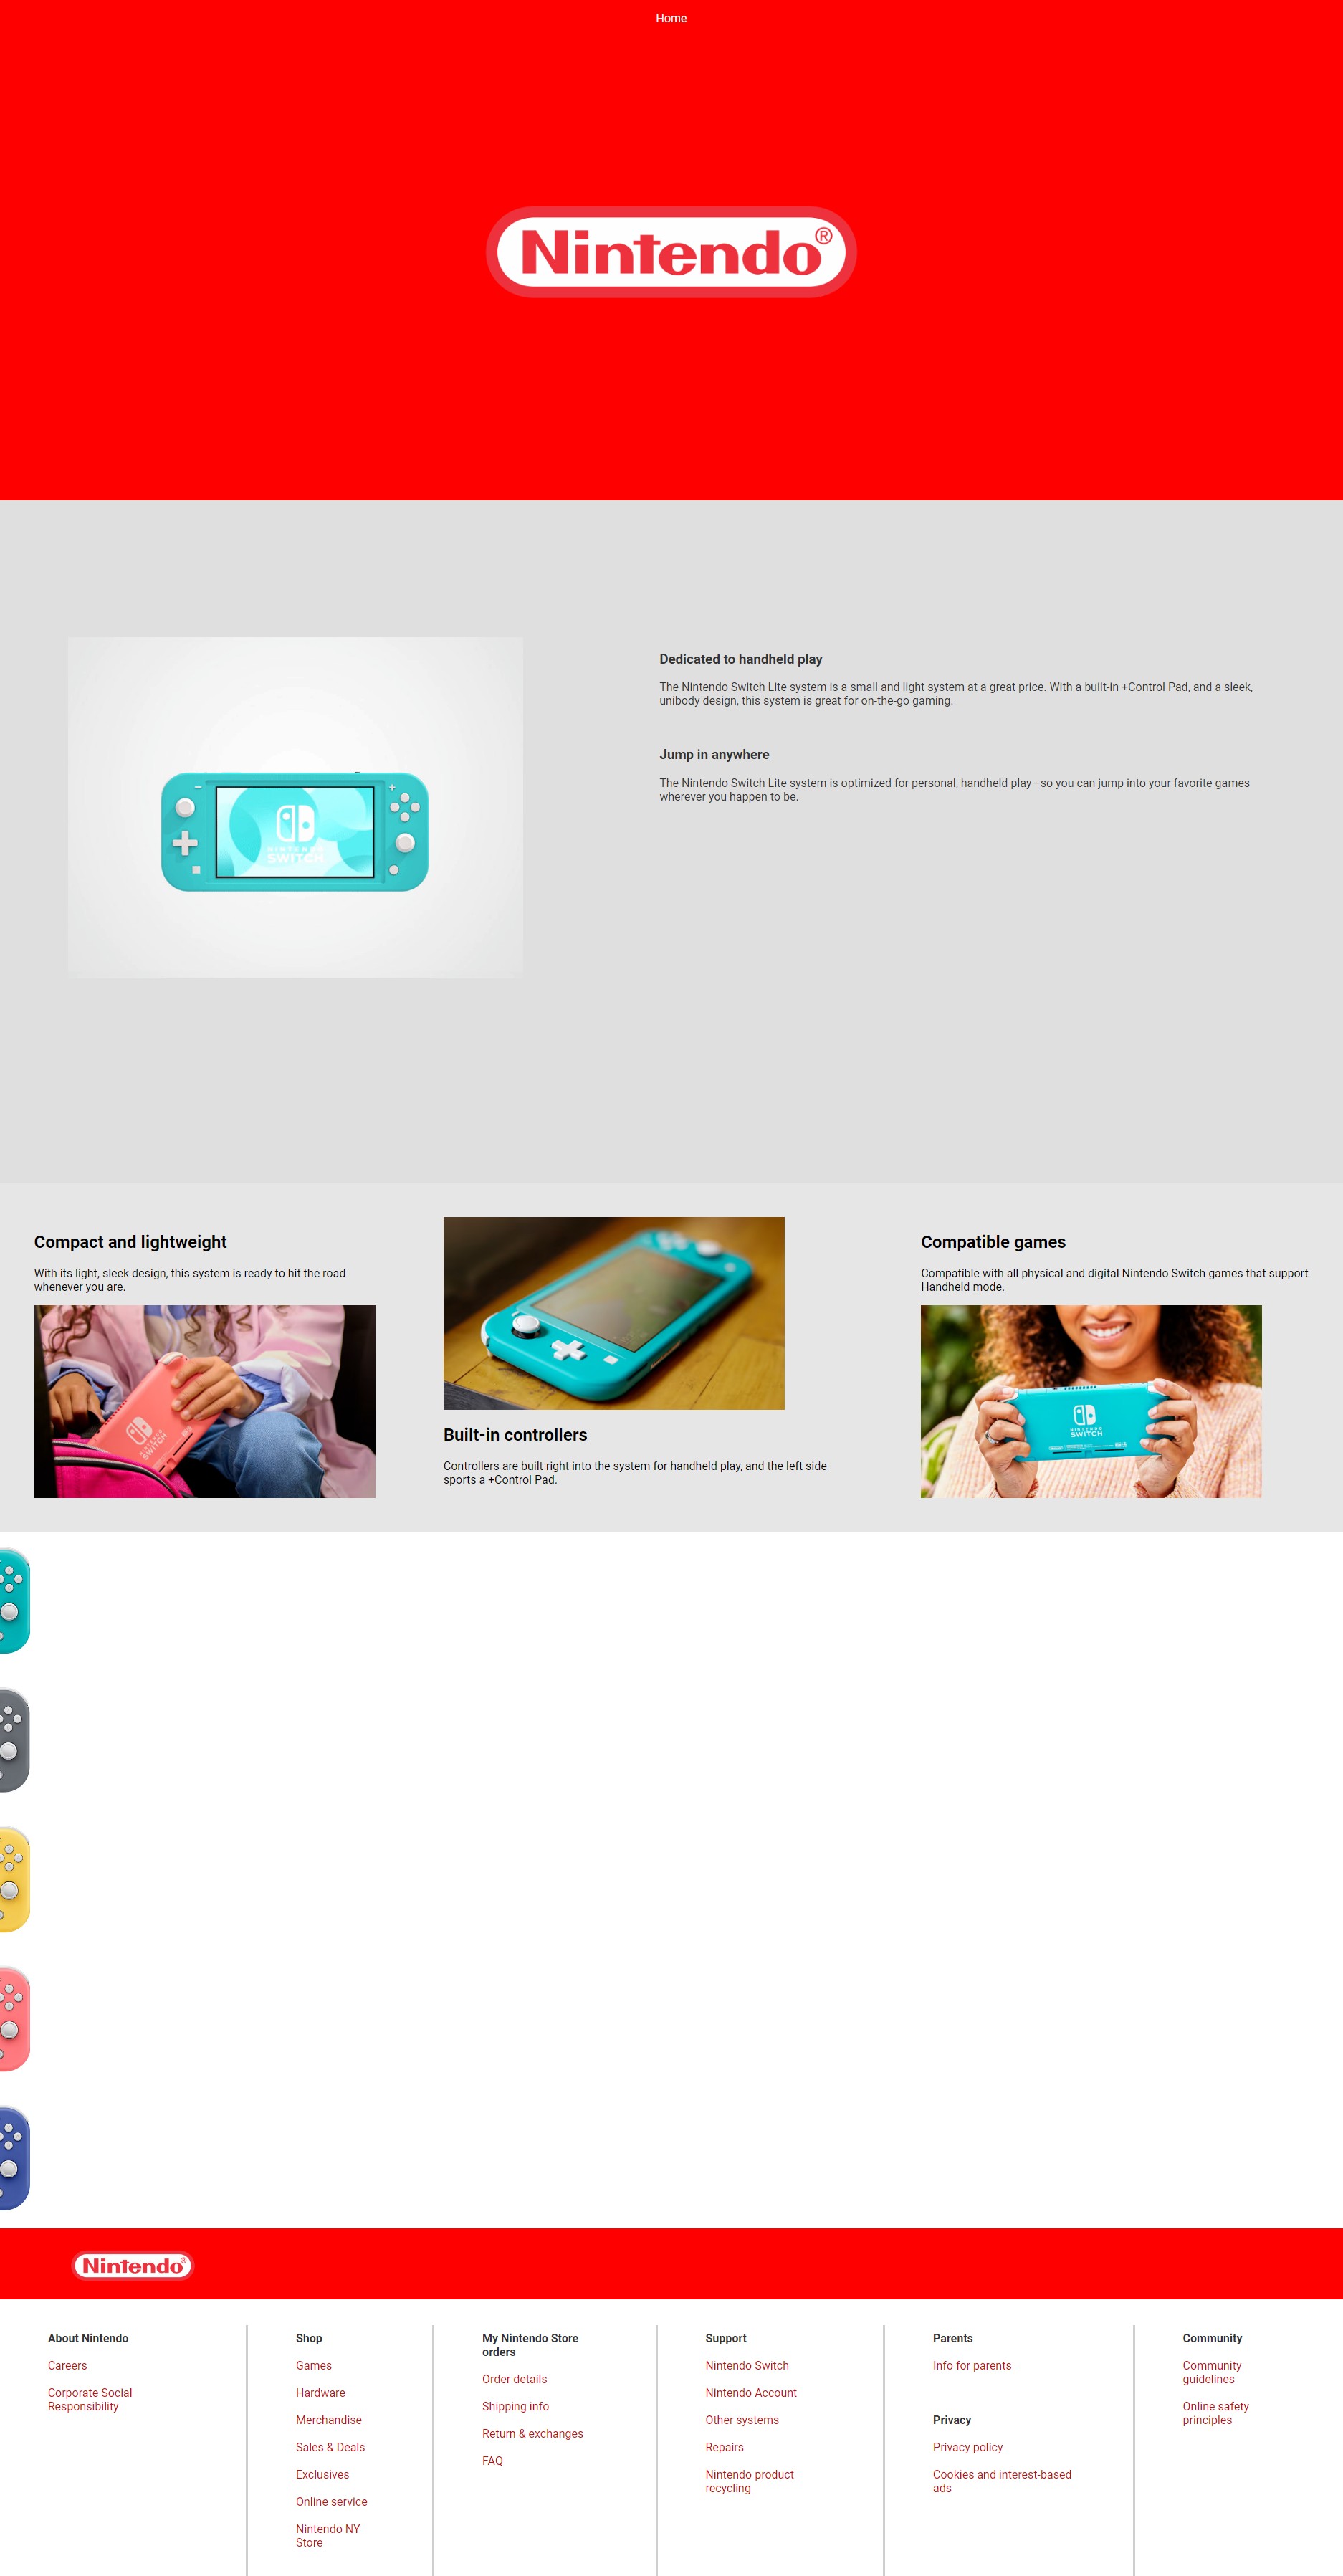 Home
Nintendo®
Dedicated to handheld play
The Nintendo Switch Lite system is a small and light system at a great price. With a built-in +Control Pad, and a sleek,
unibody design, this system is great for on-the-go gaming.
Jump in anywhere
The Nintendo Switch Lite system is optimized for personal, handheld play—so you can jump into your favorite games
wherever you happen to be.
NINTENDO
SWITCH
Compact and lightweight
With its light, sleek design, this system is ready to hit the road
whenever you are.
NINTENDO
SWITCH
Built-in controllers
Controllers are built right into the system for handheld play, and the left side
sports a +Control Pad.
Compatible games
Compatible with all physical and digital Nintendo Switch games that support
Handheld mode.
NINTENDO
SWITCH
Nintendo®
About Nintendo
Careers
Corporate Social
Responsibility
Shop
Games
Hardware
Merchandise
Sales & Deals
Exclusives
Online service
Nintendo NY
Store
My Nintendo Store
orders
Order details
Shipping info
Return & exchanges
FAQ
Support
Nintendo Switch
Nintendo Account
Other systems
Repairs
Nintendo product
recycling
Parents
Info for parents
Privacy
Privacy policy
Cookies and interest-based
ads
Community
Community
guidelines
Online safety
principles